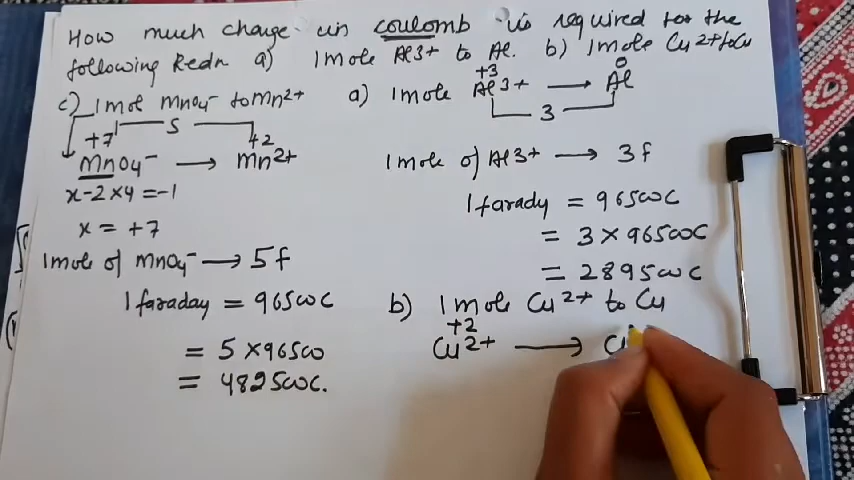 How much charge in coulomb is required for the
following Redn a) 1mole Al3+ to Al. b) 1mole Cu2+ to Cu
c) 1mol MnO4- to Mn2+
+7 5 +2
MnO4- → Mn2+
x-2×4=-1
x = +7
1mole of MnO4- → 5f
1faraday = 96500C
= 5×96500
= 482500C.
a) 1mole Al3+ → Al
+3 0
3
1mole of Al3+ → 3f
1farady = 96500C
= 3×96500C
= 289500C
b) 1mole Cu2+ to Cu
+2
Cu2+ → Cu